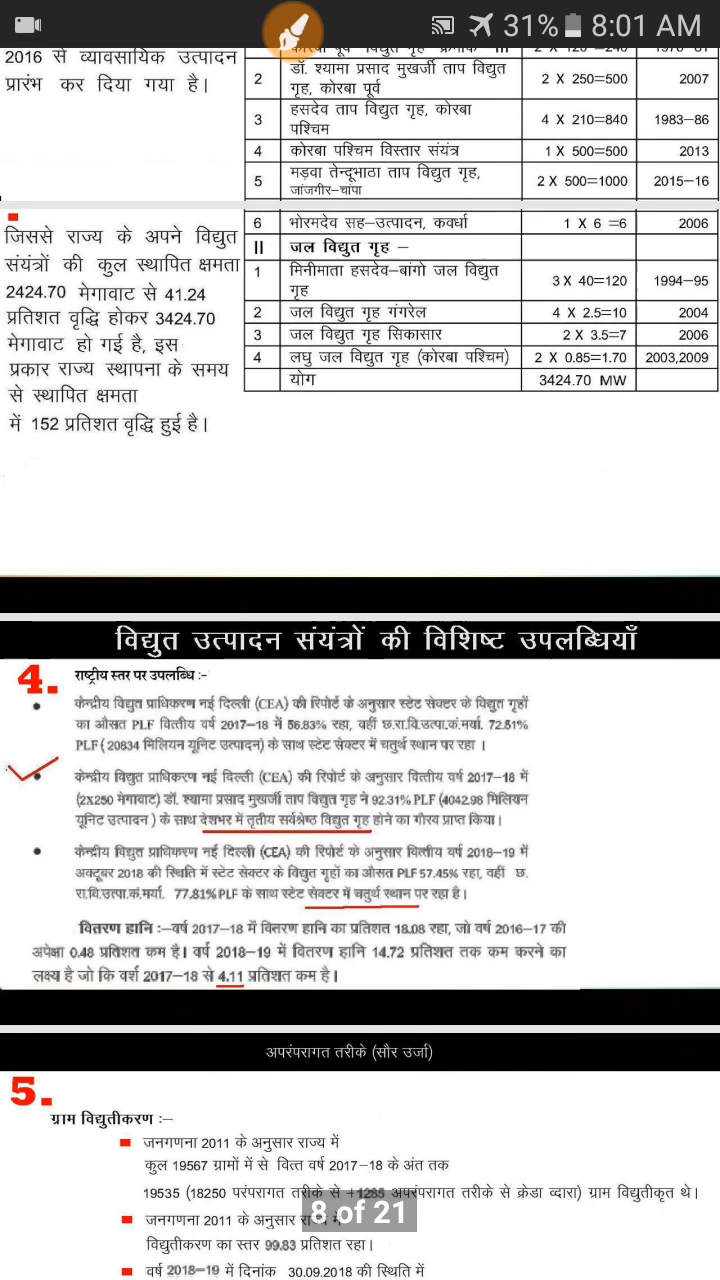 31% 8:01 AM
2016 से व्यावसायिक उत्पादन
प्रारंभ कर दिया गया है।
2 डॉ. श्यामा प्रसाद मुखर्जी ताप विद्युत गृह, कोरबा पूर्व 2 X 250=500 2007
3 हसदेव ताप विद्युत गृह, कोरबा पश्चिम 4 X 210=840 1983-86
4 कोरबा पश्चिम विस्तार संयंत्र 1 X 500=500 2013
5 मड़वा तेन्दूभाठा ताप विद्युत गृह, जांजगीर-चांपा 2 X 500=1000 2015-16
6 भोरमदेव सह-उत्पादन, कवर्धा 1 X 6 =6 2006
II जल विद्युत गृह -
1 मिनीमाता हसदेव-बांगो जल विद्युत गृह 3 X 40=120 1994-95
2 जल विद्युत गृह गंगरेल 4 X 2.5=10 2004
3 जल विद्युत गृह सिकासार 2 X 3.5=7 2006
4 लघु जल विद्युत गृह (कोरबा पश्चिम) 2 X 0.85=1.70 2003,2009
योग 3424.70 MW
जिससे राज्य के अपने विद्युत
संयंत्रों की कुल स्थापित क्षमता
2424.70 मेगावाट से 41.24
प्रतिशत वृद्धि होकर 3424.70
मेगावाट हो गई है, इस
प्रकार राज्य स्थापना के समय
से स्थापित क्षमता
में 152 प्रतिशत वृद्धि हुई है।
विद्युत उत्पादन संयंत्रों की विशिष्ट उपलब्धियाँ
4. राष्ट्रीय स्तर पर उपलब्धि :-
केन्द्रीय विद्युत प्राधिकरण नई दिल्ली (CEA) की रिपोर्ट के अनुसार स्टेट सेक्टर के विद्युत गृहों
का औसत PLF वित्तीय वर्ष 2017-18 में 56.83% रहा, वहीं छ.रा.वि.उत्पा.कं.मर्या. 72.51%
PLF ( 20834 मिलियन यूनिट उत्पादन) के साथ स्टेट सेक्टर में चतुर्थ स्थान पर रहा ।
केन्द्रीय विद्युत प्राधिकरण नई दिल्ली (CEA) की रिपोर्ट के अनुसार वित्तीय वर्ष 2017-18 में
(2X250 मेगावाट) डॉ. श्यामा प्रसाद मुखर्जी ताप विद्युत गृह ने 92.31% PLF (4042.98 मिलियन
यूनिट उत्पादन ) के साथ देशभर में तृतीय सर्वश्रेष्ठ विद्युत गृह होने का गौरव प्राप्त किया।
केन्द्रीय विद्युत प्राधिकरण नई दिल्ली (CEA) की रिपोर्ट के अनुसार वित्तीय वर्ष 2018-19 में
अक्टूबर 2018 की स्थिति में स्टेट सेक्टर के विद्युत गृहों का औसत PLF 57.45% रहा, वहीं छ.
रा.वि.उत्पा.कं.मर्या. 77.81% PLF के साथ स्टेट सेक्टर में चतुर्थ स्थान पर रहा है।
वितरण हानि :-वर्ष 2017-18 में वितरण हानि का प्रतिशत 18.08 रहा, जो वर्ष 2016-17 की
अपेक्षा 0.48 प्रतिशत कम है। वर्ष 2018-19 में वितरण हानि 14.72 प्रतिशत तक कम करने का
लक्ष्य है जो कि वर्श 2017-18 से 4.11 प्रतिशत कम है।
अपरंपरागत तरीके (सौर उर्जा)
5.
ग्राम विद्युतीकरण :-
जनगणना 2011 के अनुसार राज्य में
कुल 19567 ग्रामों में से वित्त वर्ष 2017-18 के अंत तक
19535 (18250 परंपरागत तरीके से +1285 अपरंपरागत तरीके से क्रेडा व्दारा) ग्राम विद्युतीकृत थे।
जनगणना 2011 के अनुसार राज्य में
8 of 21
विद्युतीकरण का स्तर 99.83 प्रतिशत रहा।
वर्ष 2018-19 में दिनांक 30.09.2018 की स्थिति में